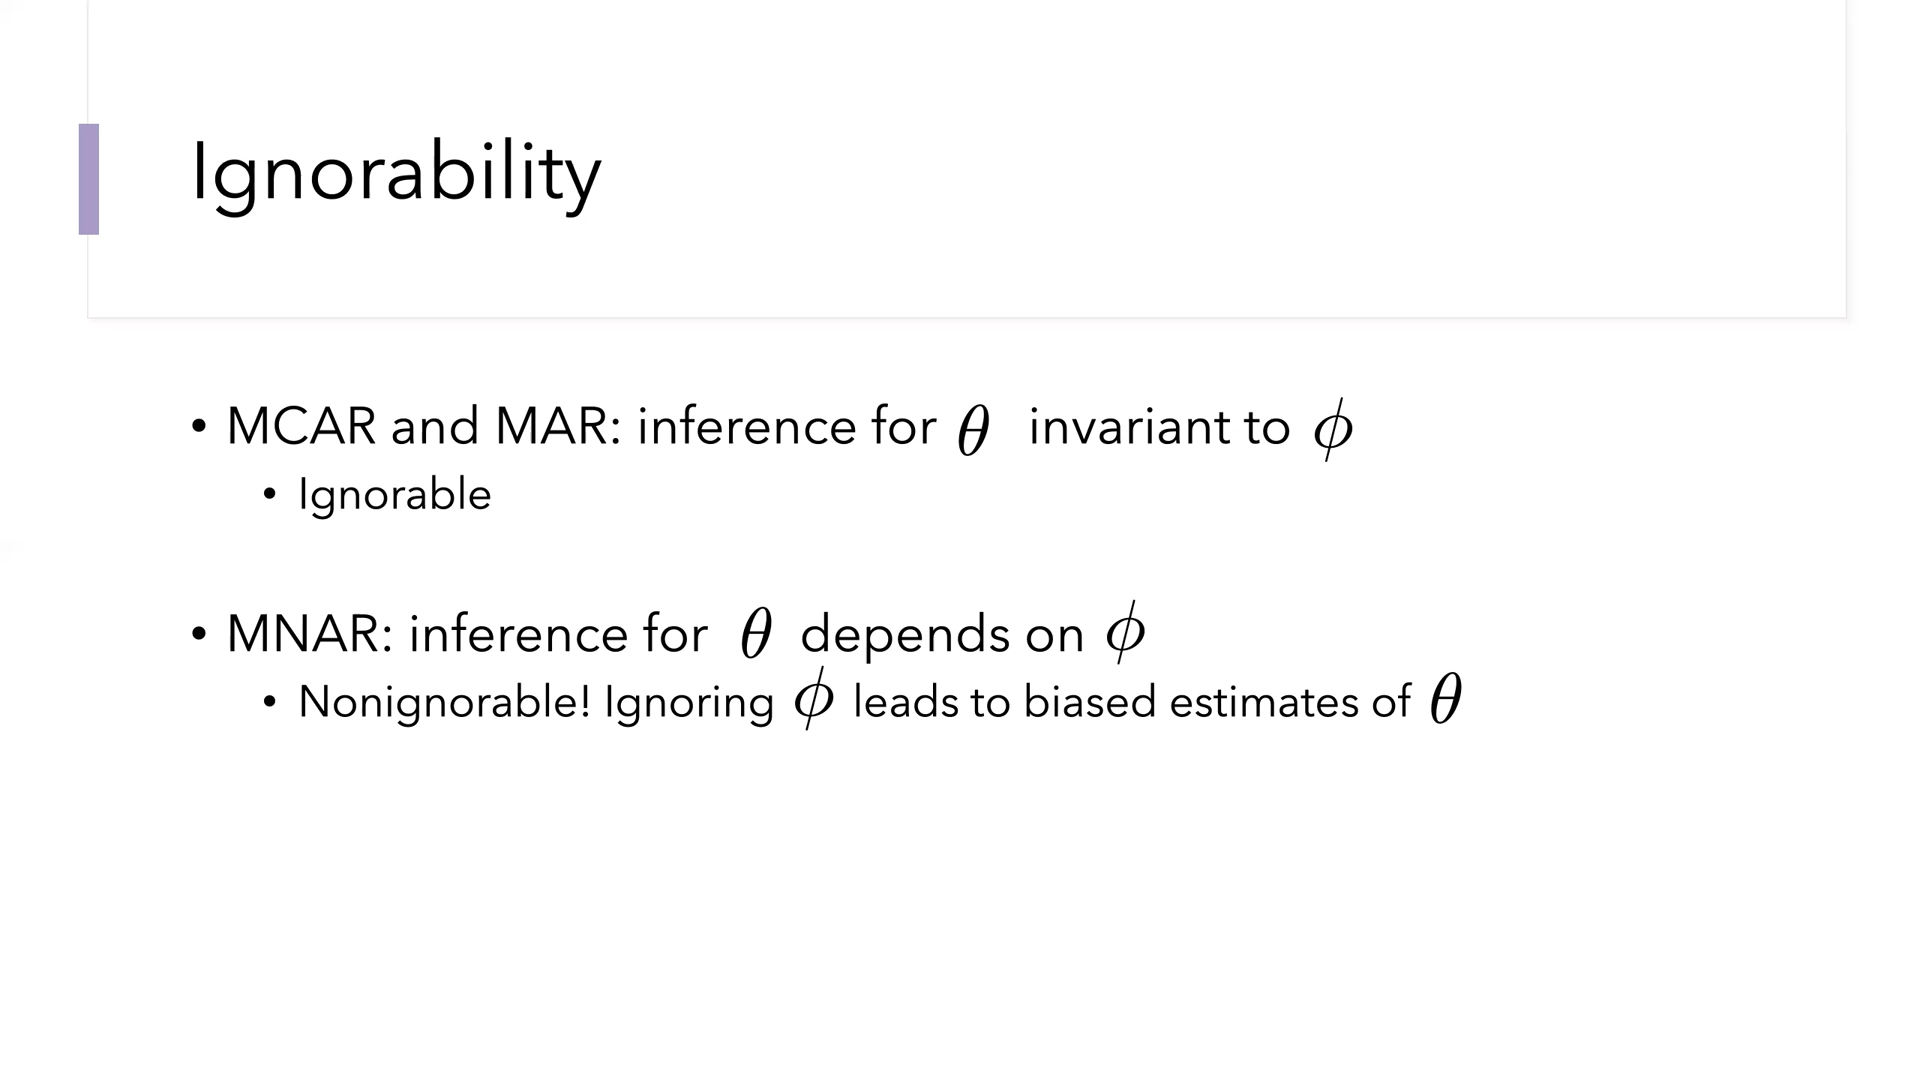 Ignorability
• MCAR and MAR: inference for θ invariant to ϕ
• Ignorable
• MNAR: inference for θ depends on ϕ
• Nonignorable! Ignoring ϕ leads to biased estimates of θ